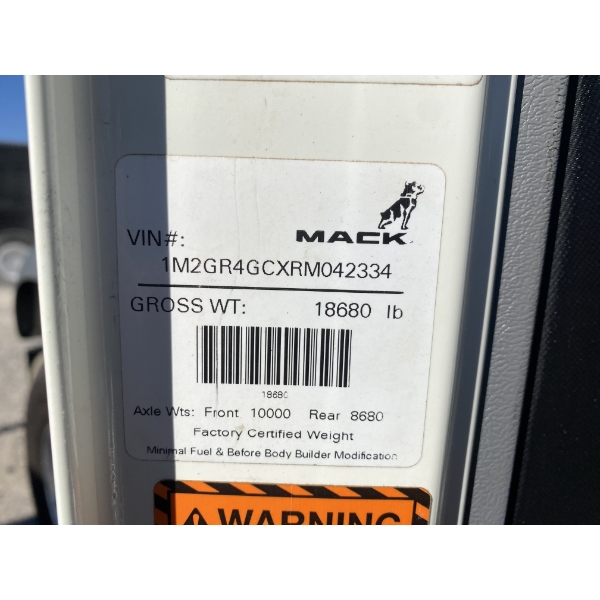 MACK
VIN#:
1M2GR4GCXRM042334
GROSS WT: 18680 lb
18680
Axle Wts: Front 10000 Rear 8680
Factory Certified Weight
Minimal Fuel & Before Body Builder Modification
WARNING